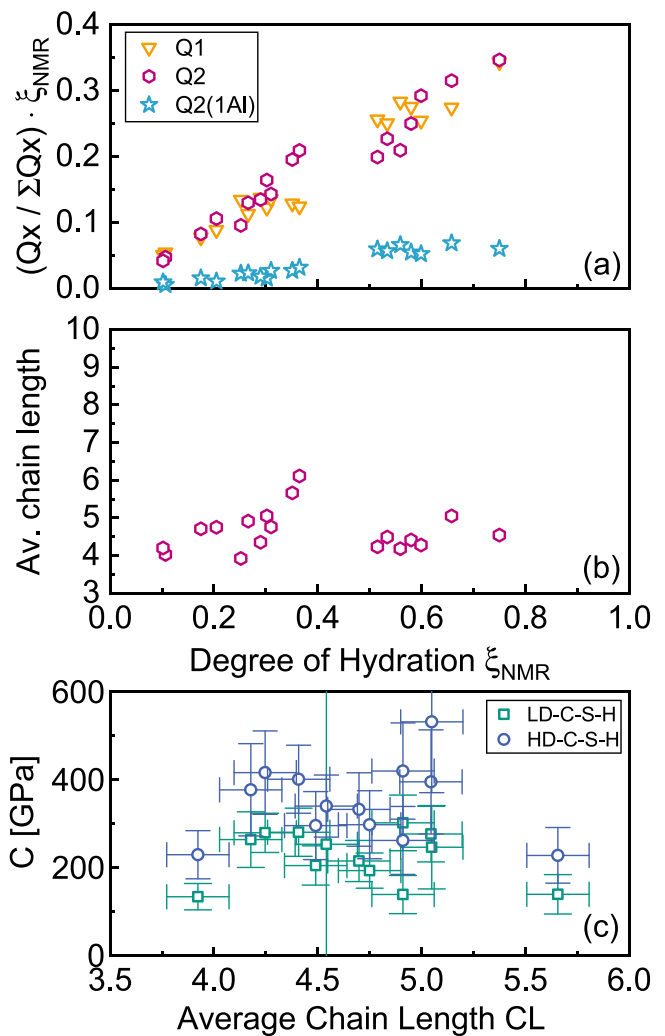 0.4
0.3
0.2
0.1
0.0
(Qx / ΣQx) · ξNMR
Q1
Q2
Q2(1Al)
(a)
10
9
8
7
6
5
4
3
Av. chain length
(b)
0.0 0.2 0.4 0.6 0.8 1.0
Degree of Hydration ξNMR
600
400
200
0
C [GPa]
LD-C-S-H
HD-C-S-H
(c)
3.5 4.0 4.5 5.0 5.5 6.0
Average Chain Length CL